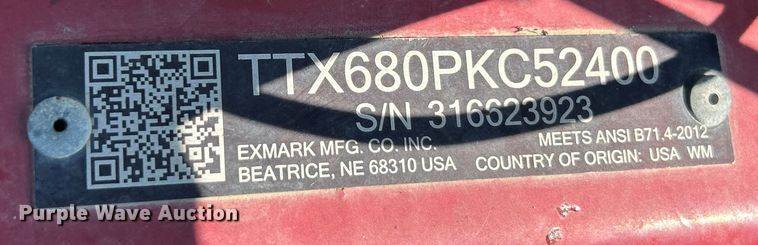 TTX680PKC52400
S/N 316623923
EXMARK MFG. CO. INC.
BEATRICE, NE 68310 USA
MEETS ANSI B71.4-2012
COUNTRY OF ORIGIN: USA WM
Purple Wave Auction